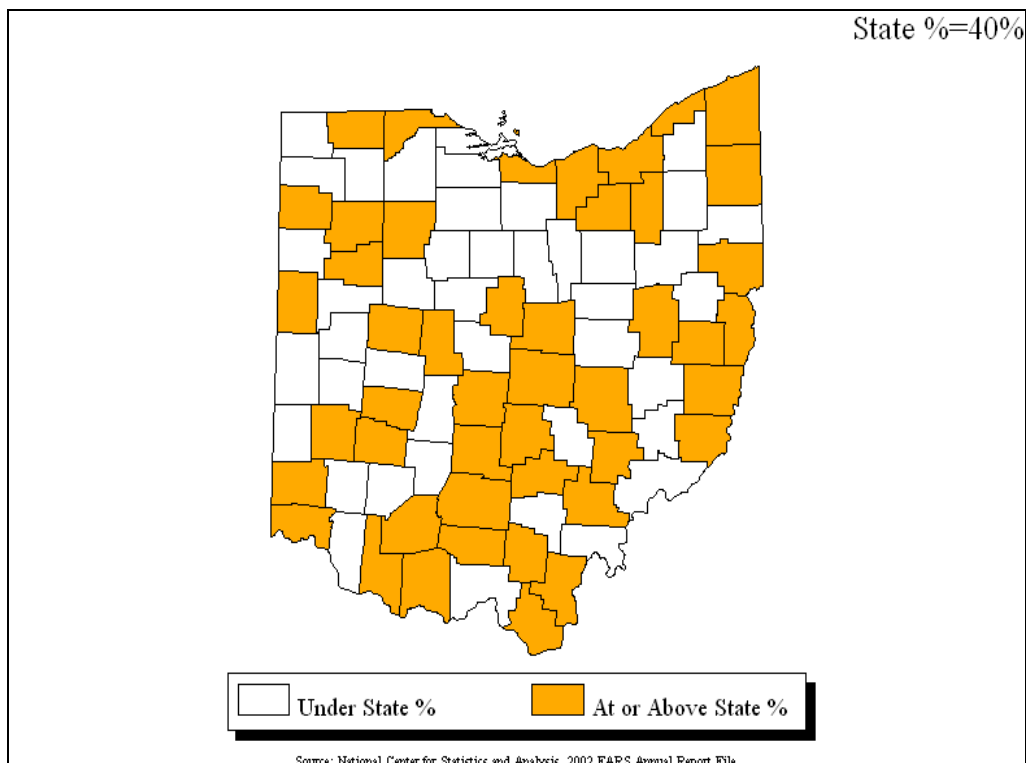 State %=40%
Under State %
At or Above State %
Source: National Center for Statistics and Analysis, 2002 FARS Annual Report File